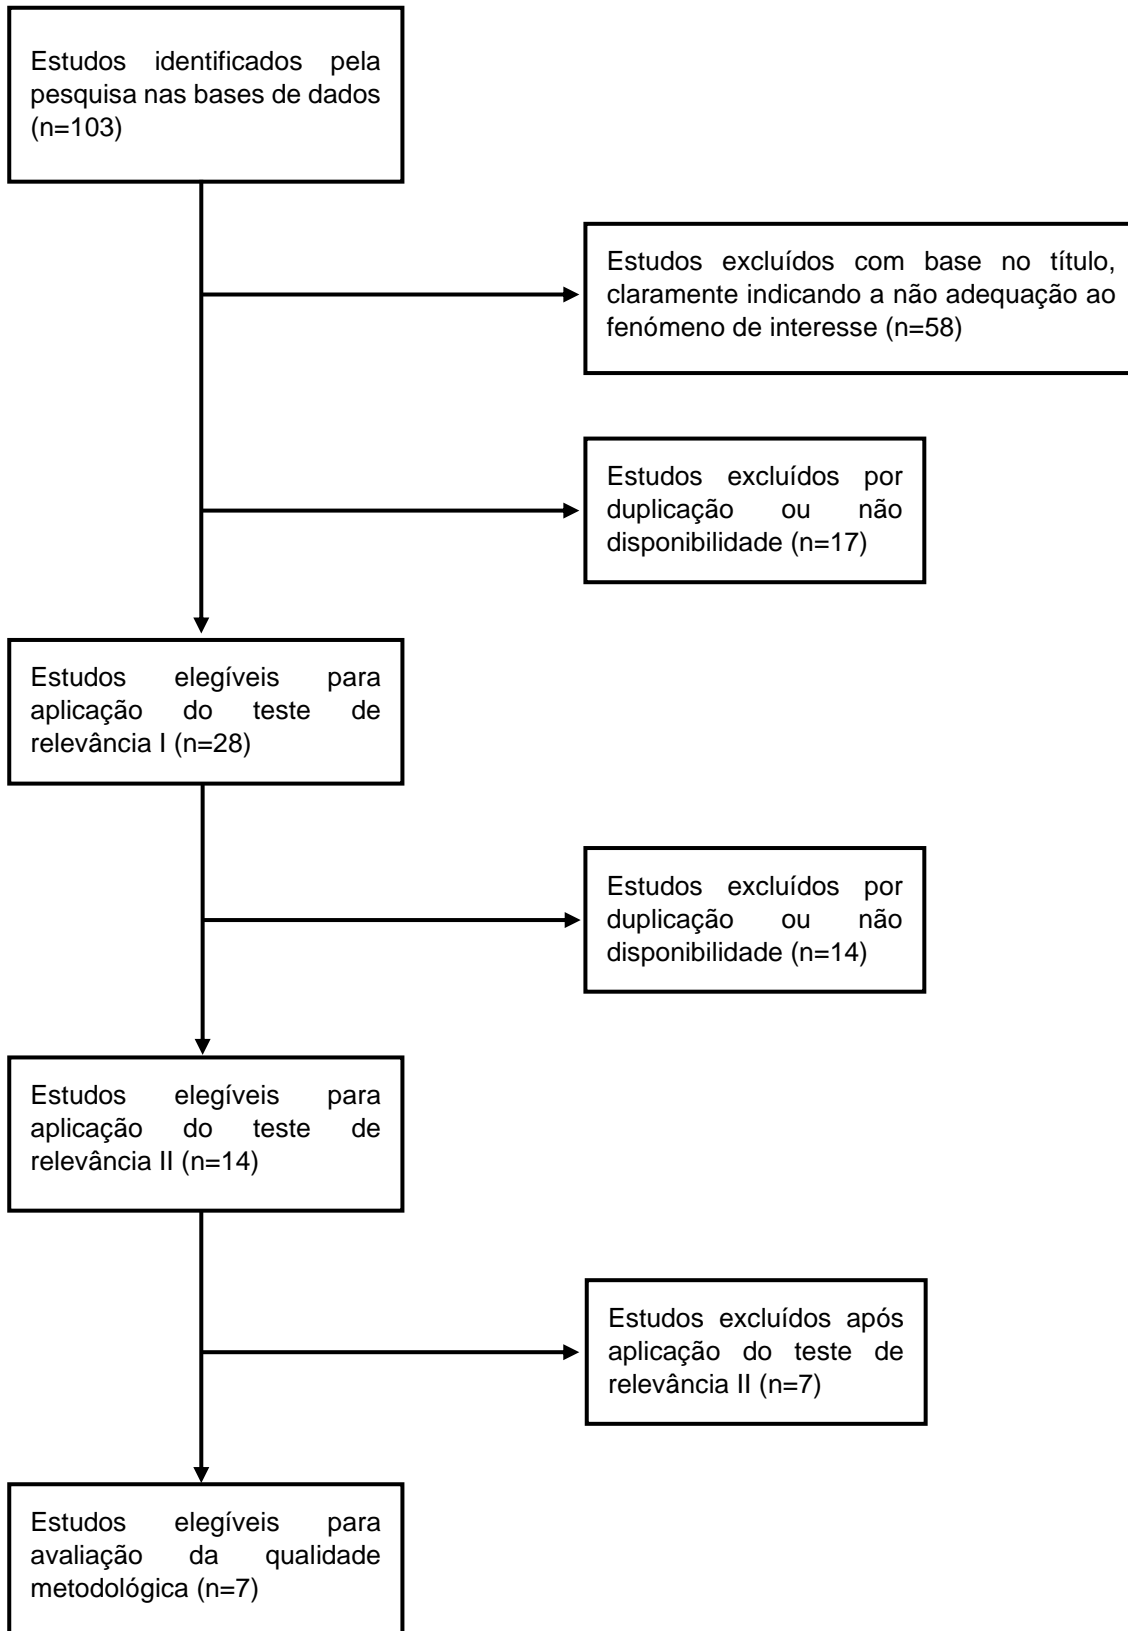 Estudos identificados pela
pesquisa nas bases de dados
(n=103)
Estudos excluídos com base no título,
claramente indicando a não adequação ao
fenómeno de interesse (n=58)
Estudos excluídos por
duplicação ou não
disponibilidade (n=17)
Estudos elegíveis para
aplicação do teste de
relevância I (n=28)
Estudos excluídos por
duplicação ou não
disponibilidade (n=14)
Estudos elegíveis para
aplicação do teste de
relevância II (n=14)
Estudos excluídos após
aplicação do teste de
relevância II (n=7)
Estudos elegíveis para
avaliação da qualidade
metodológica (n=7)